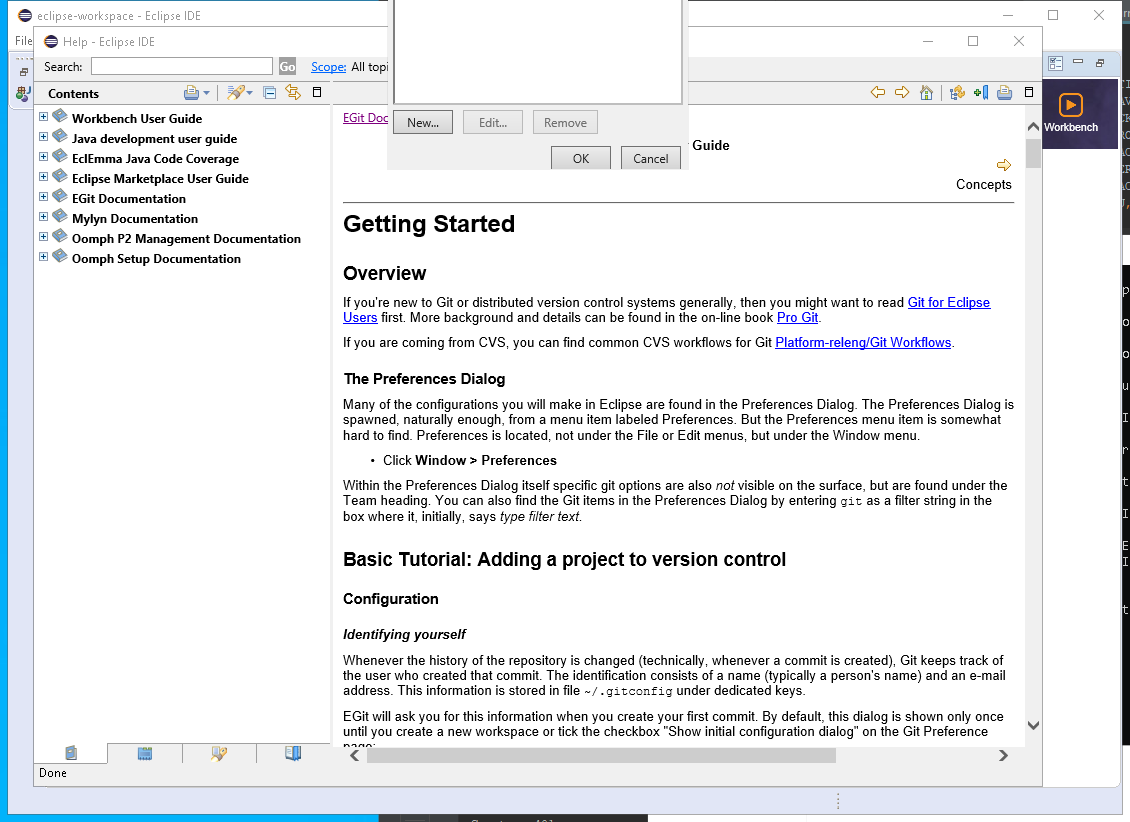 eclipse-workspace - Eclipse IDE
File
Help - Eclipse IDE
Search:
Go
Scope: All topi
Contents
Workbench User Guide
Java development user guide
EclEmma Java Code Coverage
Eclipse Marketplace User Guide
EGit Documentation
Mylyn Documentation
Oomph P2 Management Documentation
Oomph Setup Documentation
Done
New...
Edit...
Remove
OK
Cancel
EGit Doc
Guide
Concepts
Workbench
Getting Started
Overview
If you're new to Git or distributed version control systems generally, then you might want to read Git for Eclipse
Users first. More background and details can be found in the on-line book Pro Git.
If you are coming from CVS, you can find common CVS workflows for Git Platform-releng/Git Workflows.
The Preferences Dialog
Many of the configurations you will make in Eclipse are found in the Preferences Dialog. The Preferences Dialog is
spawned, naturally enough, from a menu item labeled Preferences. But the Preferences menu item is somewhat
hard to find. Preferences is located, not under the File or Edit menus, but under the Window menu.
• Click Window > Preferences
Within the Preferences Dialog itself specific git options are also not visible on the surface, but are found under the
Team heading. You can also find the Git items in the Preferences Dialog by entering git as a filter string in the
box where it, initially, says type filter text.
Basic Tutorial: Adding a project to version control
Configuration
Identifying yourself
Whenever the history of the repository is changed (technically, whenever a commit is created), Git keeps track of
the user who created that commit. The identification consists of a name (typically a person's name) and an e-mail
address. This information is stored in file ~/.gitconfig under dedicated keys.
EGit will ask you for this information when you create your first commit. By default, this dialog is shown only once
until you create a new workspace or tick the checkbox "Show initial configuration dialog" on the Git Preference
page: